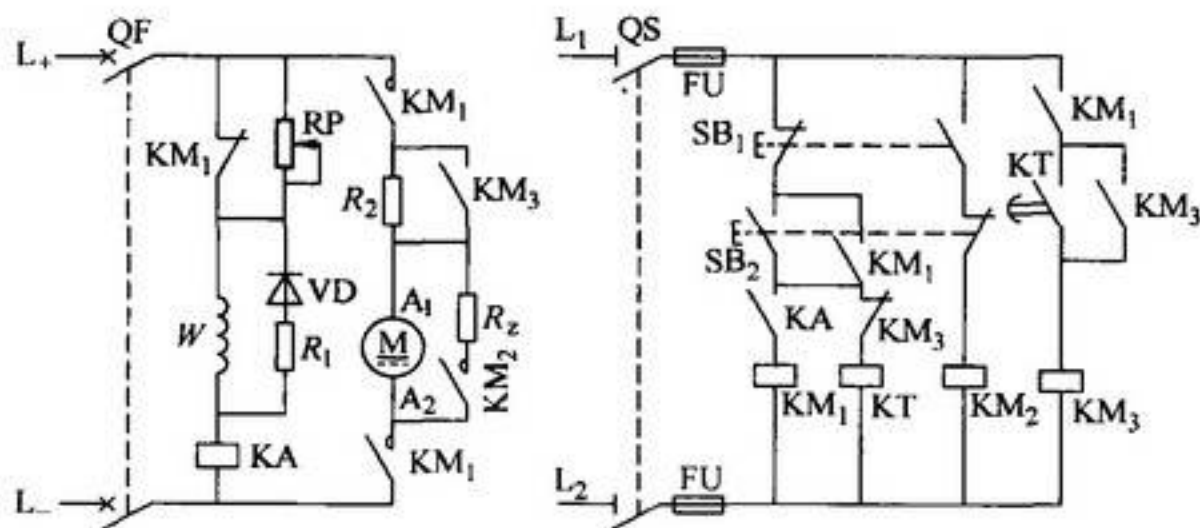 L₊ QF
KM₁
RP
KM₁
R₂
KM₃
W
VD
R₁
A₁
M
A₂
R_z
KM₂
KA
KM₁
L₋
L₁ QS
FU
SB₁
KM₁
KT
KM₃
SB₂
KM₁
KA
KM₃
KM₁
KT
KM₂
KM₃
L₂
FU